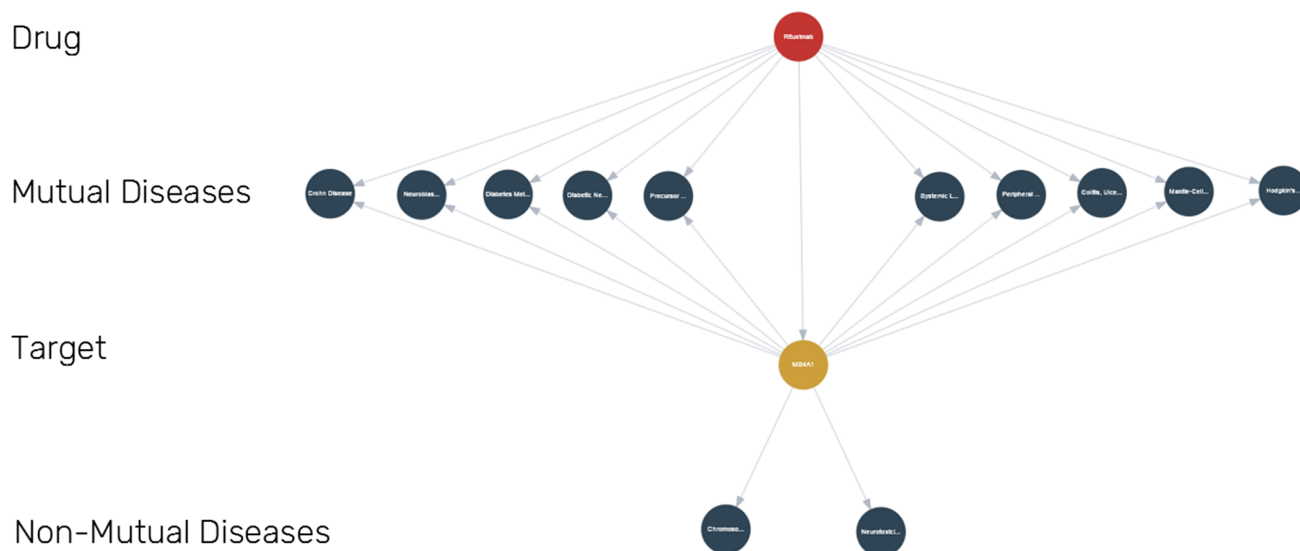 Drug
Rituximab
Mutual Diseases
Crohn Disease
Neuroblas...
Diabetes Mel...
Diabetic Ne...
Precursor ...
Systemic L...
Peripheral ...
Colitis, Ulce...
Mantle-Cell...
Hodgkin's...
Target
MS4A1
Non-Mutual Diseases
Chromoso...
Neurotoxici...